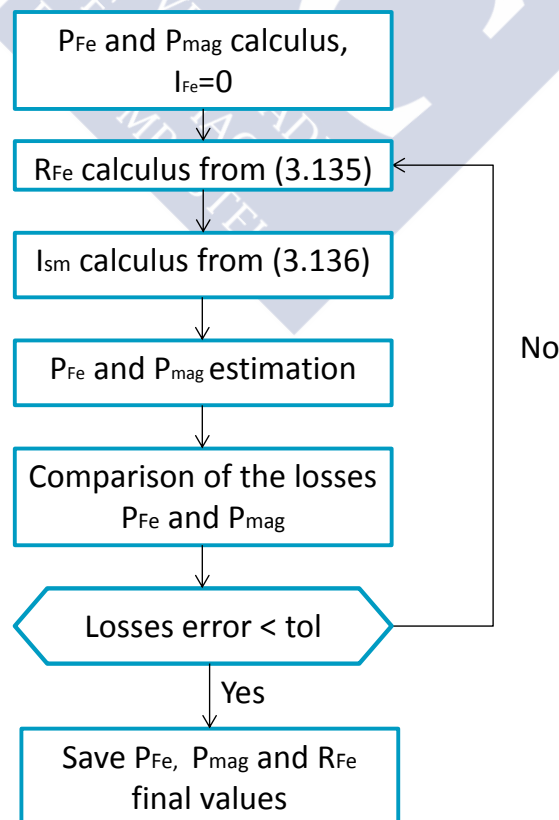 PFe and Pmag calculus,
IFe=0
RFe calculus from (3.135)
Ism calculus from (3.136)
PFe and Pmag estimation
No
Comparison of the losses
PFe and Pmag
Losses error < tol
Yes
Save PFe, Pmag and RFe
final values